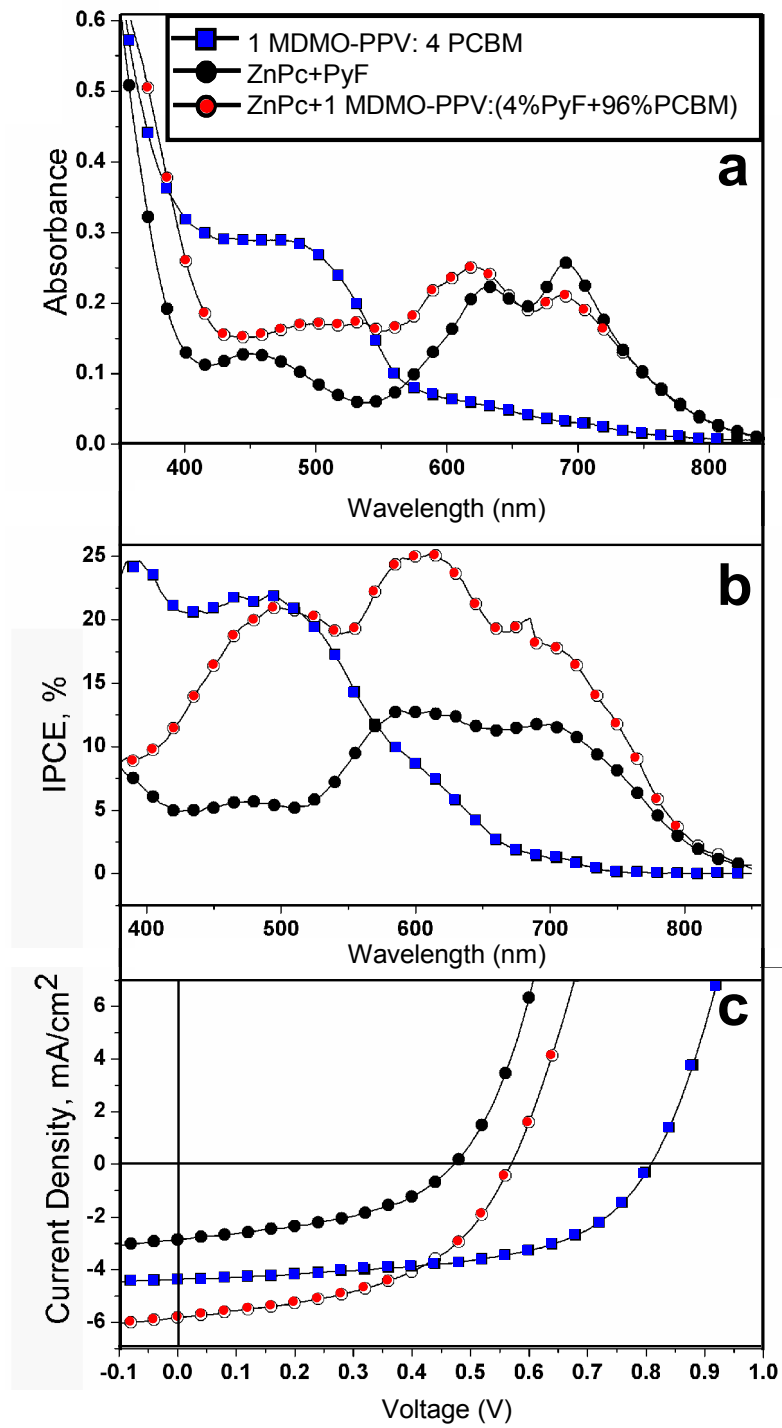 1 MDMO-PPV: 4 PCBM
ZnPc+PyF
ZnPc+1 MDMO-PPV:(4%PyF+96%PCBM)
a
Absorbance
0.6
0.5
0.4
0.3
0.2
0.1
0.0
400 500 600 700 800
Wavelength (nm)
b
IPCE, %
25
20
15
10
5
0
400 500 600 700 800
Wavelength (nm)
c
Current Density, mA/cm2
6
4
2
0
-2
-4
-6
-0.1 0.0 0.1 0.2 0.3 0.4 0.5 0.6 0.7 0.8 0.9 1.0
Voltage (V)